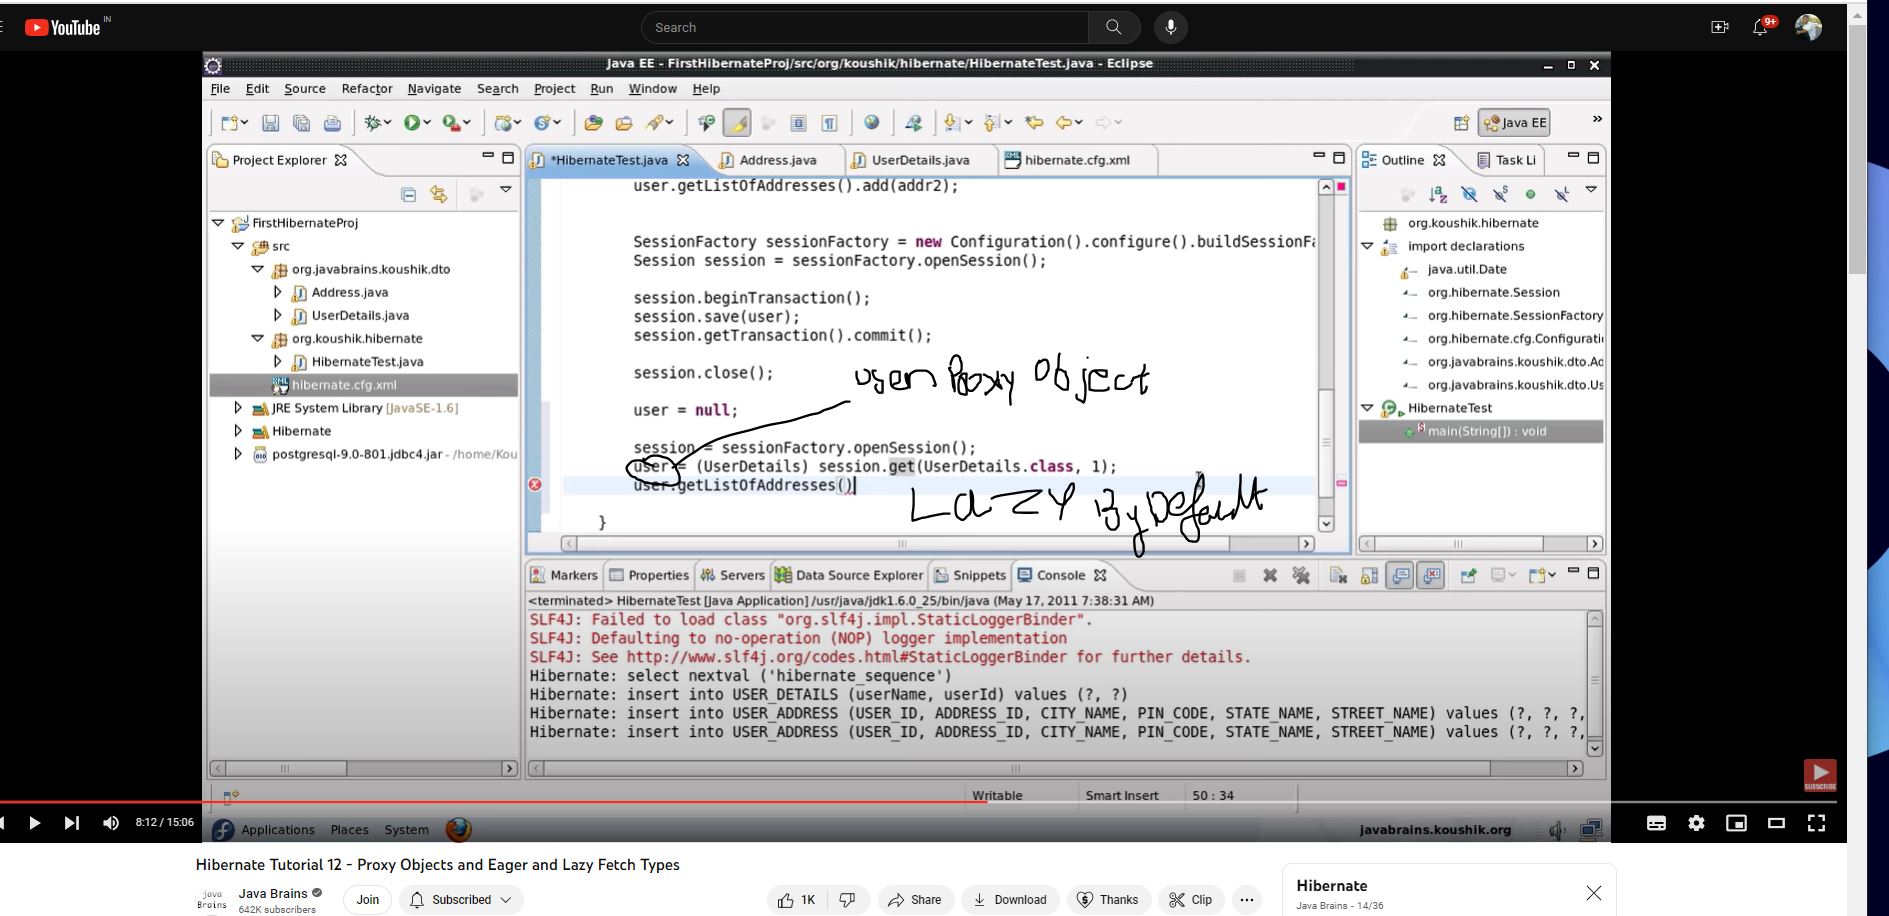 YouTube IN
Search
9+
Java EE - FirstHibernateProj/src/org/koushik/hibernate/HibernateTest.java - Eclipse
File Edit Source Refactor Navigate Search Project Run Window Help
Java EE
Project Explorer
*HibernateTest.java
Address.java
UserDetails.java
hibernate.cfg.xml
Outline
Task Li
FirstHibernateProj
src
org.javabrains.koushik.dto
Address.java
UserDetails.java
org.koushik.hibernate
HibernateTest.java
hibernate.cfg.xml
JRE System Library [JavaSE-1.6]
Hibernate
postgresql-9.0-801.jdbc4.jar - /home/Kou
user.getListOfAddresses().add(addr2);
SessionFactory sessionFactory = new Configuration().configure().buildSessionFa
Session session = sessionFactory.openSession();
session.beginTransaction();
session.save(user);
session.getTransaction().commit();
session.close();
user Proxy Object
user = null;
session = sessionFactory.openSession();
user = (UserDetails) session.get(UserDetails.class, 1);
user.getListOfAddresses()
LaZY By Default
}
org.koushik.hibernate
import declarations
java.util.Date
org.hibernate.Session
org.hibernate.SessionFactory
org.hibernate.cfg.Configurati
org.javabrains.koushik.dto.Ad
org.javabrains.koushik.dto.Us
HibernateTest
main(String[]) : void
Markers Properties Servers Data Source Explorer Snippets Console
<terminated> HibernateTest [Java Application] /usr/java/jdk1.6.0_25/bin/java (May 17, 2011 7:38:31 AM)
SLF4J: Failed to load class "org.slf4j.impl.StaticLoggerBinder".
SLF4J: Defaulting to no-operation (NOP) logger implementation
SLF4J: See http://www.slf4j.org/codes.html#StaticLoggerBinder for further details.
Hibernate: select nextval ('hibernate_sequence')
Hibernate: insert into USER_DETAILS (userName, userId) values (?, ?)
Hibernate: insert into USER_ADDRESS (USER_ID, ADDRESS_ID, CITY_NAME, PIN_CODE, STATE_NAME, STREET_NAME) values (?, ?, ?,
Hibernate: insert into USER_ADDRESS (USER_ID, ADDRESS_ID, CITY_NAME, PIN_CODE, STATE_NAME, STREET_NAME) values (?, ?, ?,
SUBSCRIBE
Writable Smart Insert 50 : 34
8:12 / 15:06
Applications Places System
javabrains.koushik.org
Hibernate Tutorial 12 - Proxy Objects and Eager and Lazy Fetch Types
java Brains
Java Brains
642K subscribers
Join
Subscribed
1K
Share
Download
Thanks
Clip
Hibernate
Java Brains - 14/36